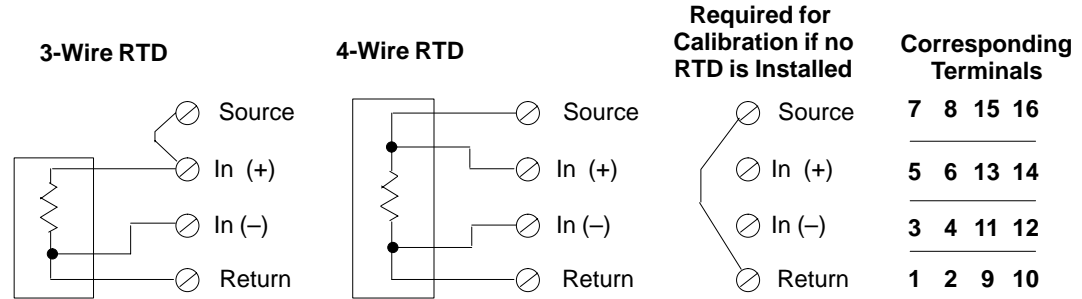 3-Wire RTD
Source
In (+)
In (–)
Return
4-Wire RTD
Source
In (+)
In (–)
Return
Required for
Calibration if no
RTD is Installed
Source
In (+)
In (–)
Return
Corresponding
Terminals
7 8 15 16
5 6 13 14
3 4 11 12
1 2 9 10